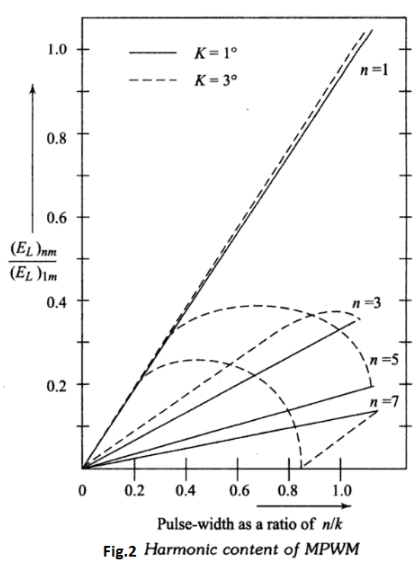 K = 1°
K = 3°
n =1
1.0
0.8
0.6
(E_L)_nm
(E_L)_1m
0.4
n =3
n =5
0.2
n =7
0 0.2 0.4 0.6 0.8 1.0
Pulse-width as a ratio of n/k
Fig.2 Harmonic content of MPWM